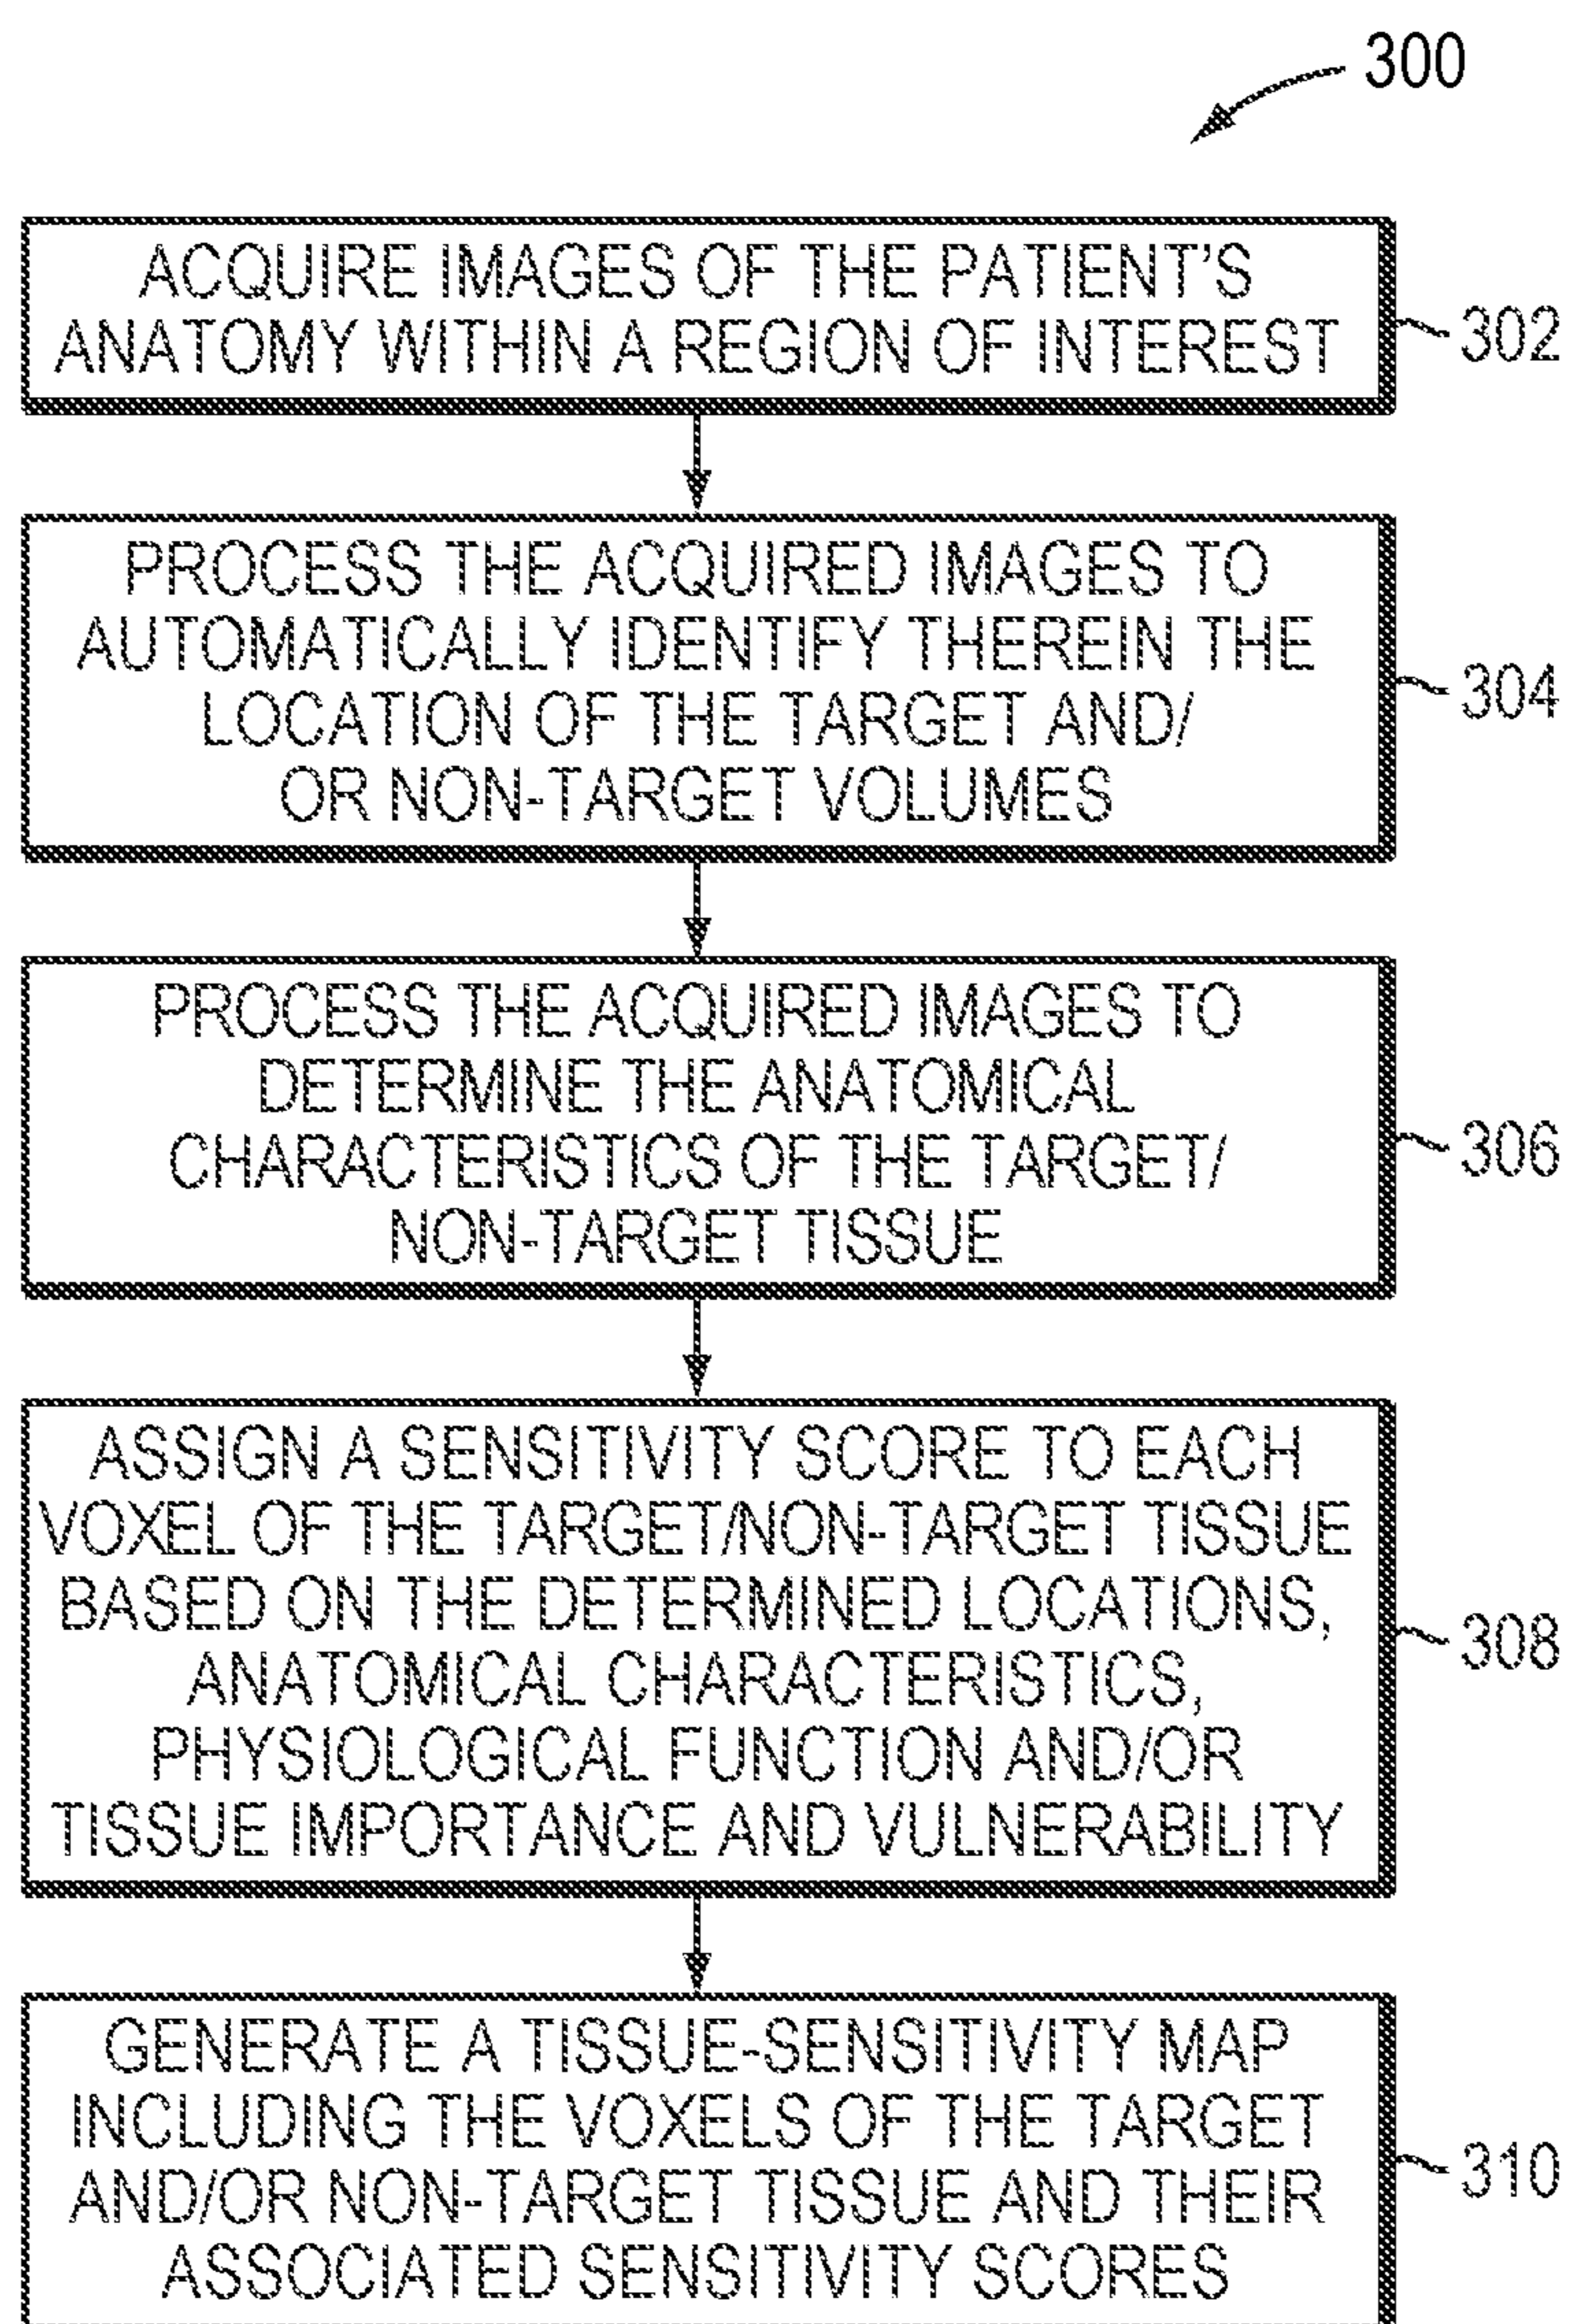 300
ACQUIRE IMAGES OF THE PATIENT'S
ANATOMY WITHIN A REGION OF INTEREST
302
PROCESS THE ACQUIRED IMAGES TO
AUTOMATICALLY IDENTIFY THEREIN THE
LOCATION OF THE TARGET AND/
OR NON-TARGET VOLUMES
304
PROCESS THE ACQUIRED IMAGES TO
DETERMINE THE ANATOMICAL
CHARACTERISTICS OF THE TARGET/
NON-TARGET TISSUE
306
ASSIGN A SENSITIVITY SCORE TO EACH
VOXEL OF THE TARGET/NON-TARGET TISSUE
BASED ON THE DETERMINED LOCATIONS,
ANATOMICAL CHARACTERISTICS,
PHYSIOLOGICAL FUNCTION AND/OR
TISSUE IMPORTANCE AND VULNERABILITY
308
GENERATE A TISSUE-SENSITIVITY MAP
INCLUDING THE VOXELS OF THE TARGET
AND/OR NON-TARGET TISSUE AND THEIR
ASSOCIATED SENSITIVITY SCORES
310